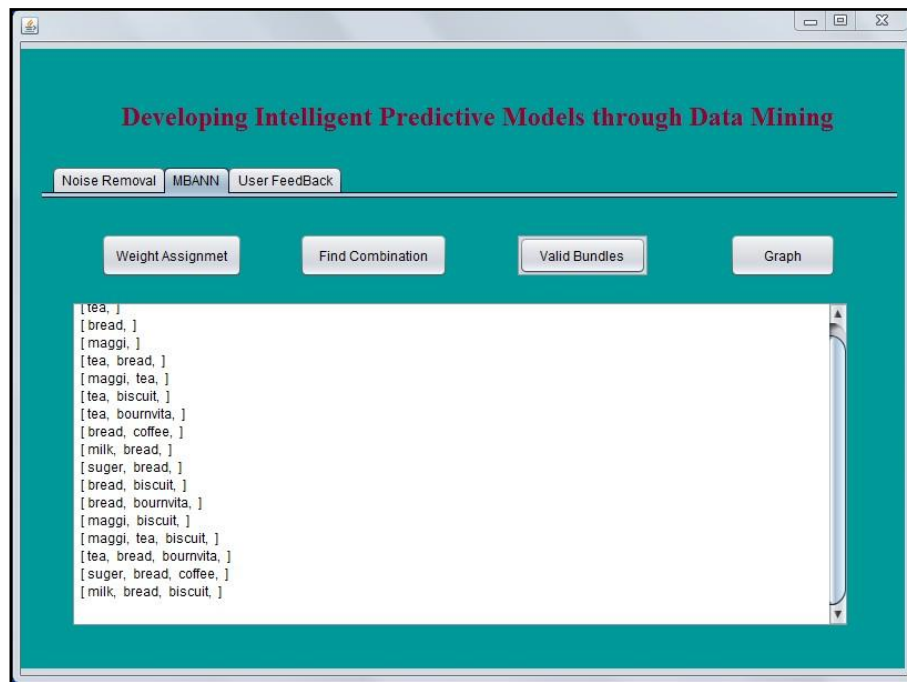 Developing Intelligent Predictive Models through Data Mining
Noise Removal MBANN User FeedBack
Weight Assignmet Find Combination Valid Bundles Graph
[ tea, ]
[ bread, ]
[ maggi, ]
[ tea, bread, ]
[ maggi, tea, ]
[ tea, biscuit, ]
[ tea, bournvita, ]
[ bread, coffee, ]
[ milk, bread, ]
[ suger, bread, ]
[ bread, biscuit, ]
[ bread, bournvita, ]
[ maggi, biscuit, ]
[ maggi, tea, biscuit, ]
[ tea, bread, bournvita, ]
[ suger, bread, coffee, ]
[ milk, bread, biscuit, ]